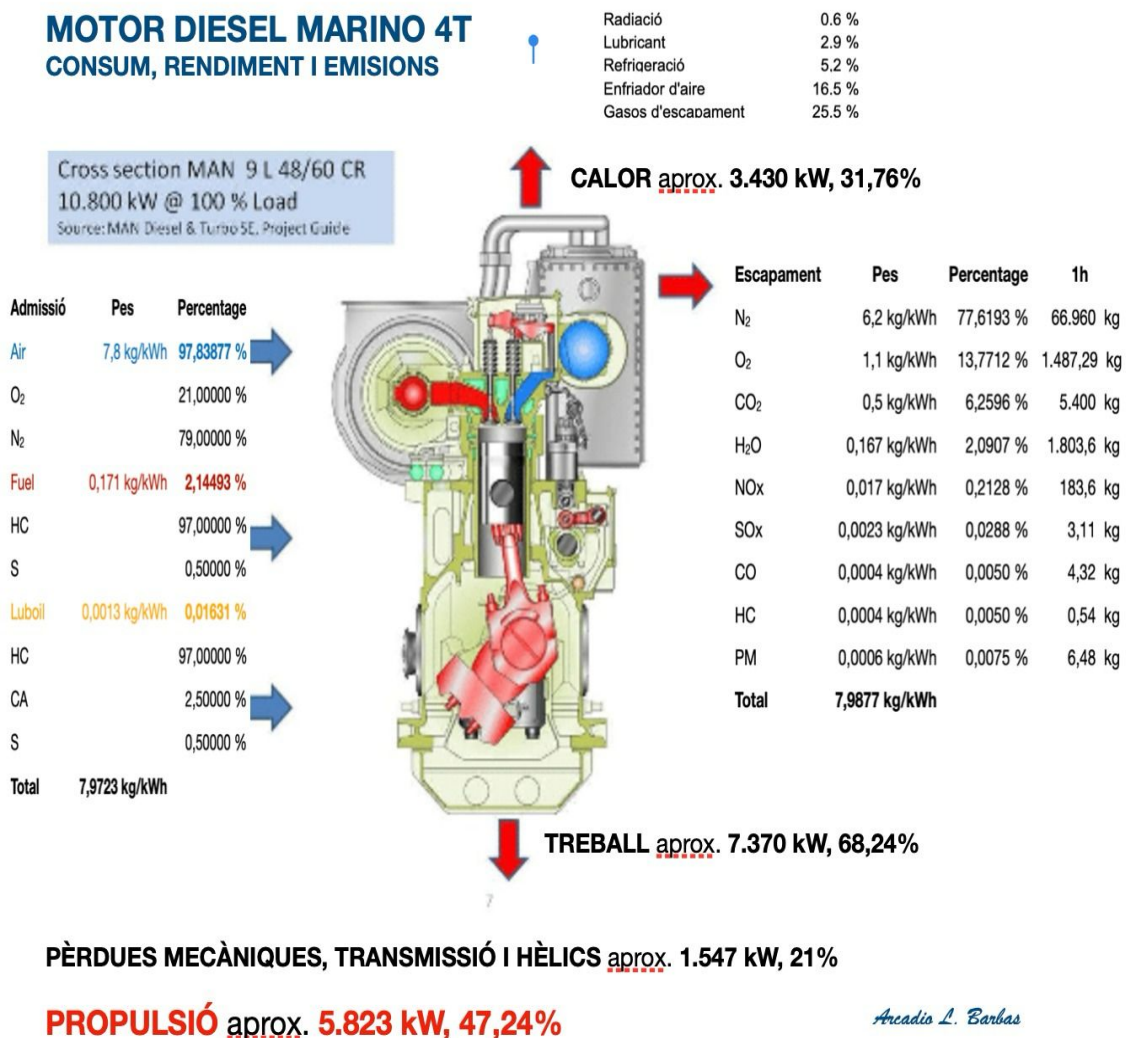 MOTOR DIESEL MARINO 4T
CONSUM, RENDIMENT I EMISIONS
Radiació 0.6 %
Lubricant 2.9 %
Refrigeració 5,2 %
Enfriador d'aire 16.5 %
Gasos d'escapament 25.5 %
Cross section MAN 9 L 48/60 CR
10.800 kW @ 100 % Load
Source: MAN Diesel & Turbo SE, Project Guide
CALOR aprox. 3.430 kW, 31,76%
Admissió Pes Percentage
Air 7,8 kg/kWh 97,83877 %
O₂ 21,00000 %
N₂ 79,00000 %
Fuel 0,171 kg/kWh 2,14493 %
HC 97,00000 %
S 0,50000 %
Luboil 0,0013 kg/kWh 0,01631 %
HC 97,00000 %
CA 2,50000 %
S 0,50000 %
Total 7,9723 kg/kWh
Escapament Pes Percentage 1h
N₂ 6,2 kg/kWh 77,6193 % 66.960 kg
O₂ 1,1 kg/kWh 13,7712 % 1.487,29 kg
CO₂ 0,5 kg/kWh 6,2596 % 5.400 kg
H₂O 0,167 kg/kWh 2,0907 % 1.803,6 kg
NOx 0,017 kg/kWh 0,2128 % 183,6 kg
SOx 0,0023 kg/kWh 0,0288 % 3,11 kg
CO 0,0004 kg/kWh 0,0050 % 4,32 kg
HC 0,0004 kg/kWh 0,0050 % 0,54 kg
PM 0,0006 kg/kWh 0,0075 % 6,48 kg
Total 7,9877 kg/kWh
TREBALL aprox. 7.370 kW, 68,24%
7
PÈRDUES MECÀNIQUES, TRANSMISSIÓ I HÈLICS aprox. 1.547 kW, 21%
PROPULSIÓ aprox. 5.823 kW, 47,24%
Arcadio L. Barbas